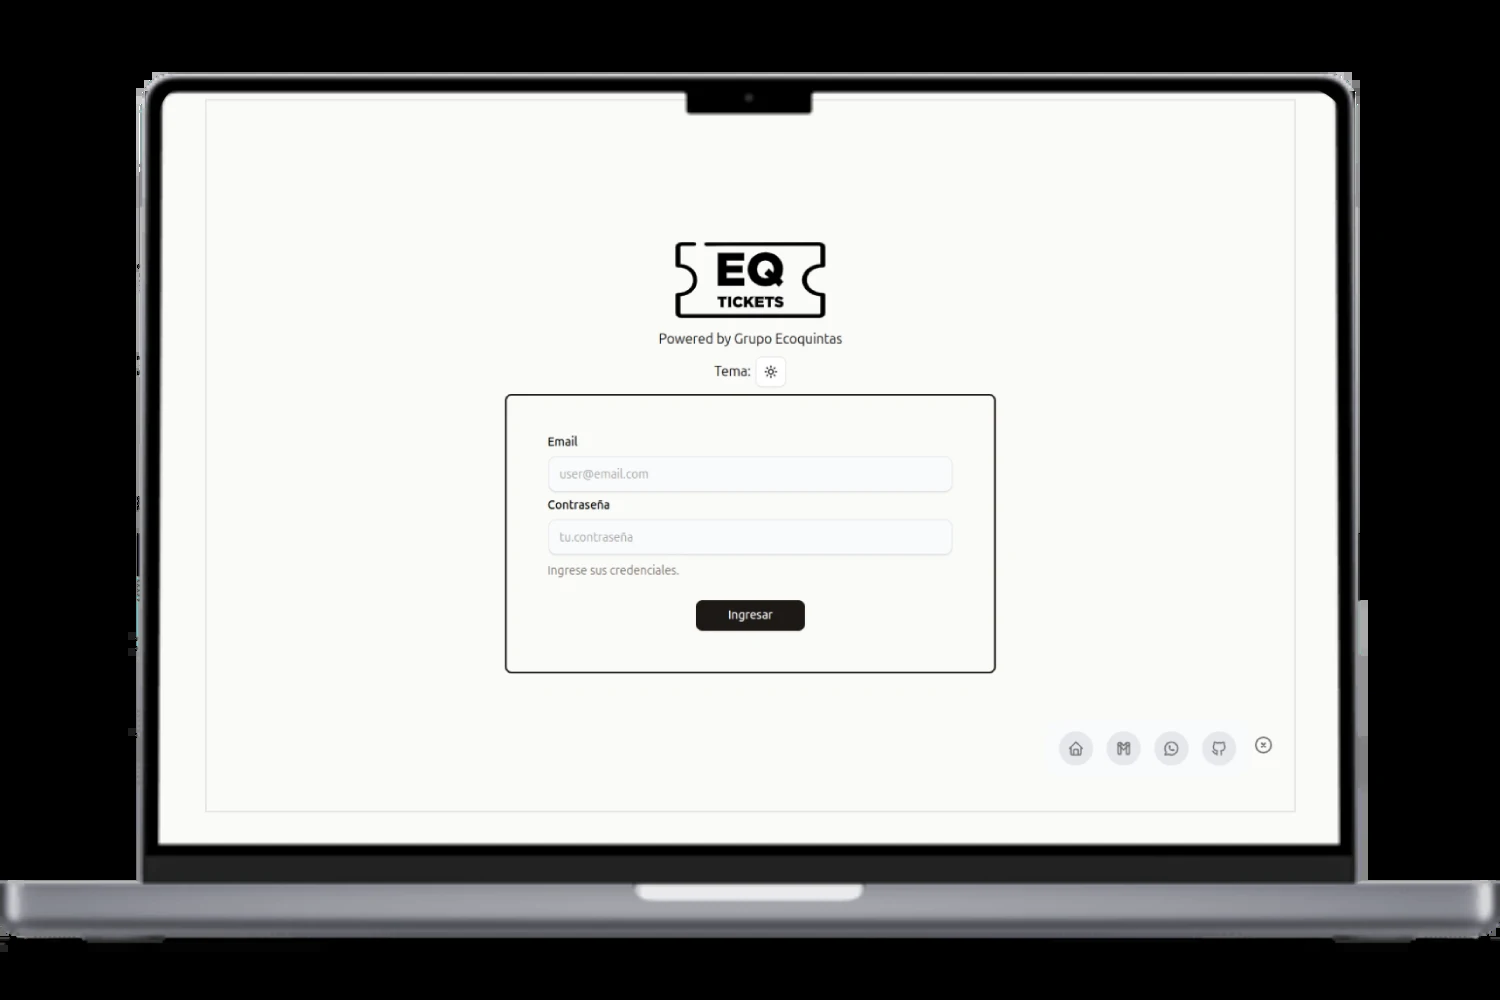 EQ
TICKETS
Powered by Grupo Ecoquintas
Tema:
Email
user@email.com
Contraseña
tu.contraseña
Ingrese sus credenciales.
Ingresar